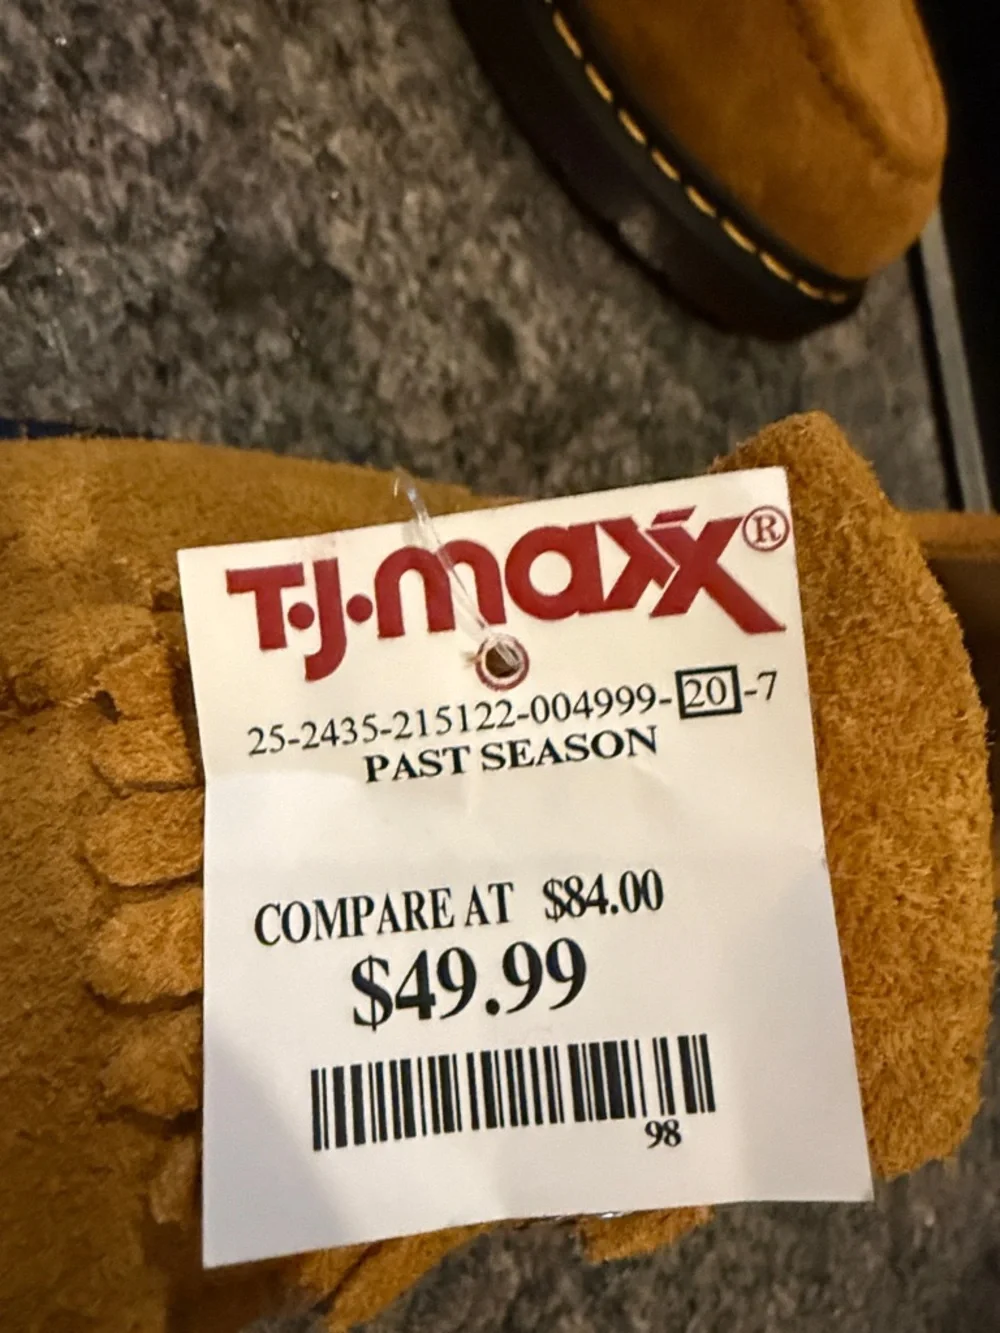 T·J·maxx®
25-2435-215122-004999-20-7
PAST SEASON
COMPARE AT $84.00
$49.99
98